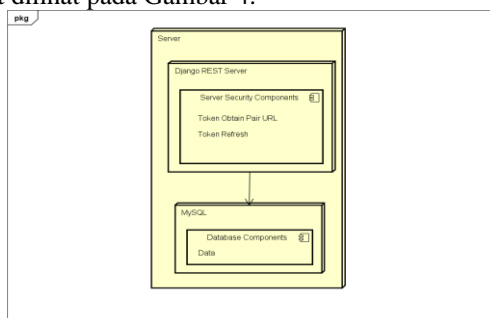 dilihat pada Gambar 4.
pkg
Server
Django REST Server
Server Security Components
Token Obtain Pair URL
Token Refresh
MySQL
Database Components
Data